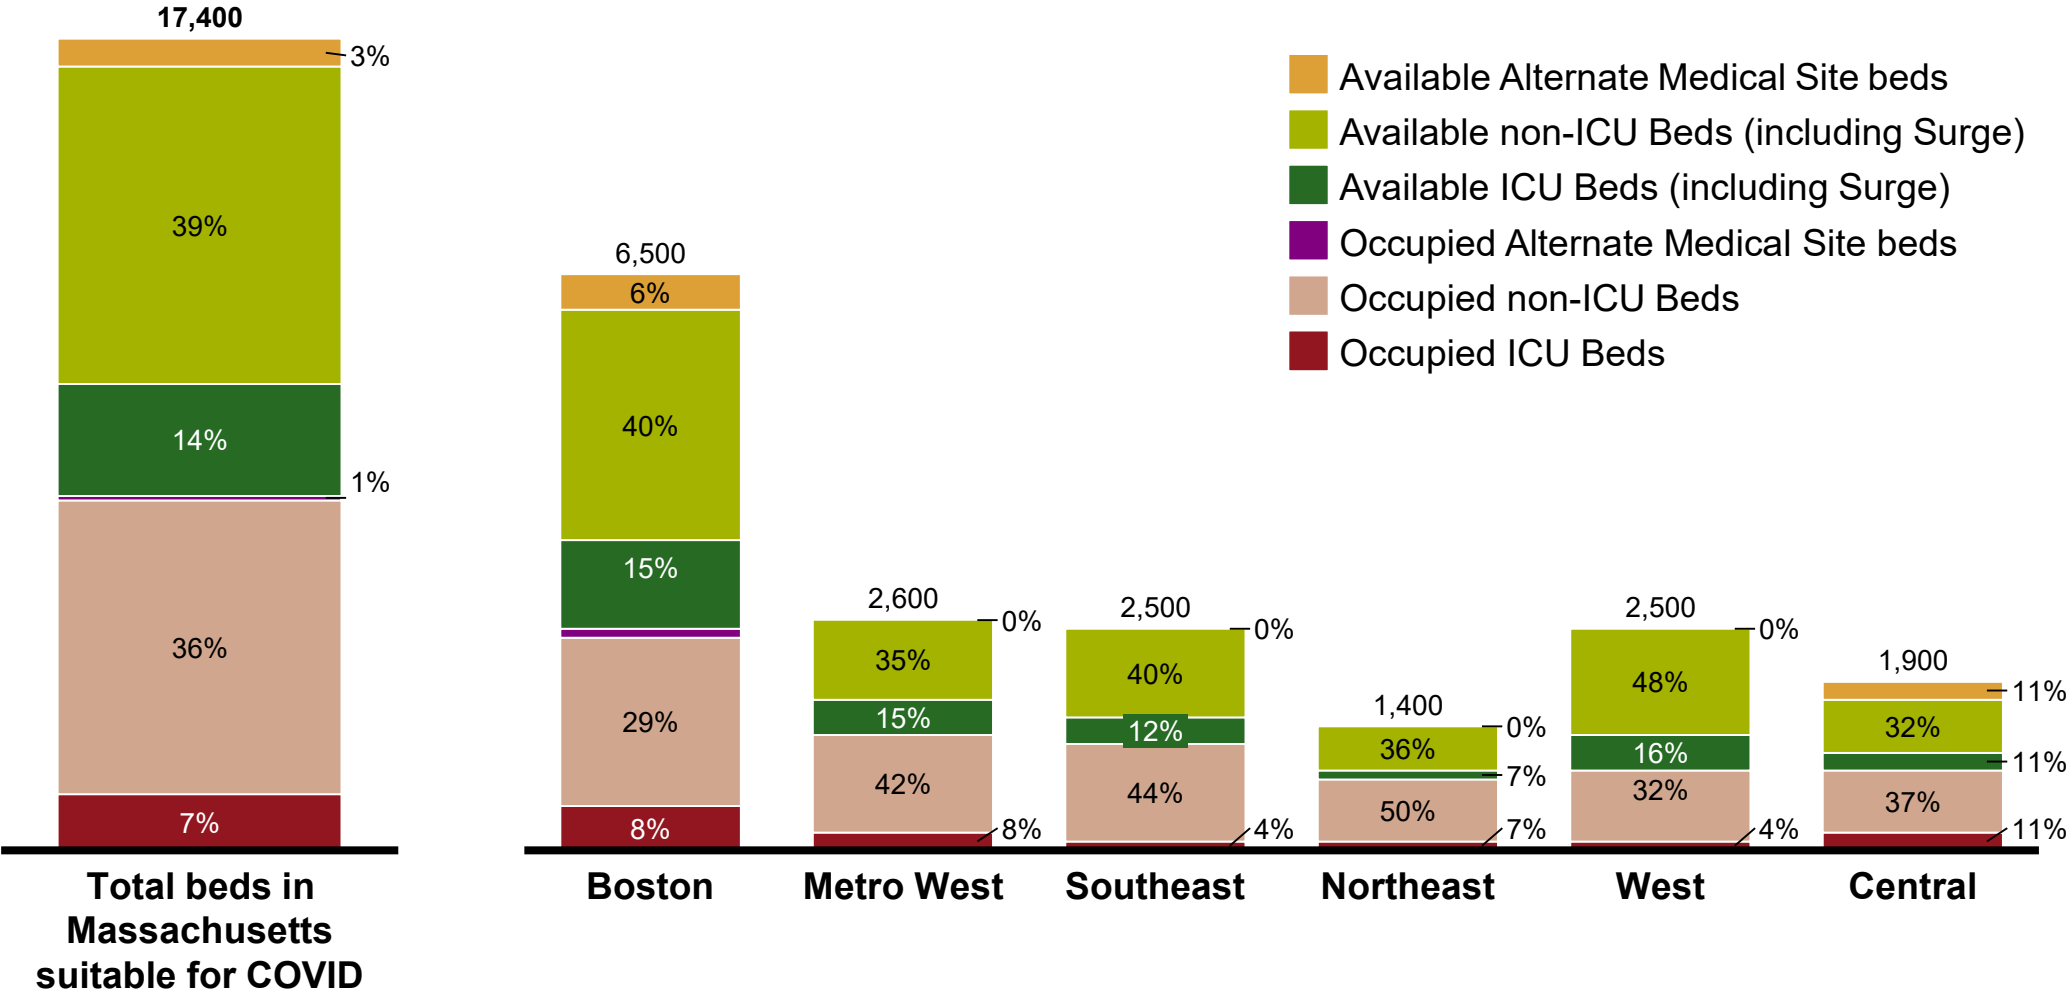 17,400
3%
39%
14%
1%
36%
7%
Total beds in
Massachusetts
suitable for COVID
6,500
6%
40%
15%
29%
8%
Boston
2,600
0%
35%
15%
42%
8%
Metro West
2,500
0%
40%
12%
44%
4%
Southeast
1,400
0%
36%
7%
50%
7%
Northeast
2,500
0%
48%
16%
32%
4%
West
1,900
11%
32%
11%
37%
11%
Central
Available Alternate Medical Site beds
Available non-ICU Beds (including Surge)
Available ICU Beds (including Surge)
Occupied Alternate Medical Site beds
Occupied non-ICU Beds
Occupied ICU Beds